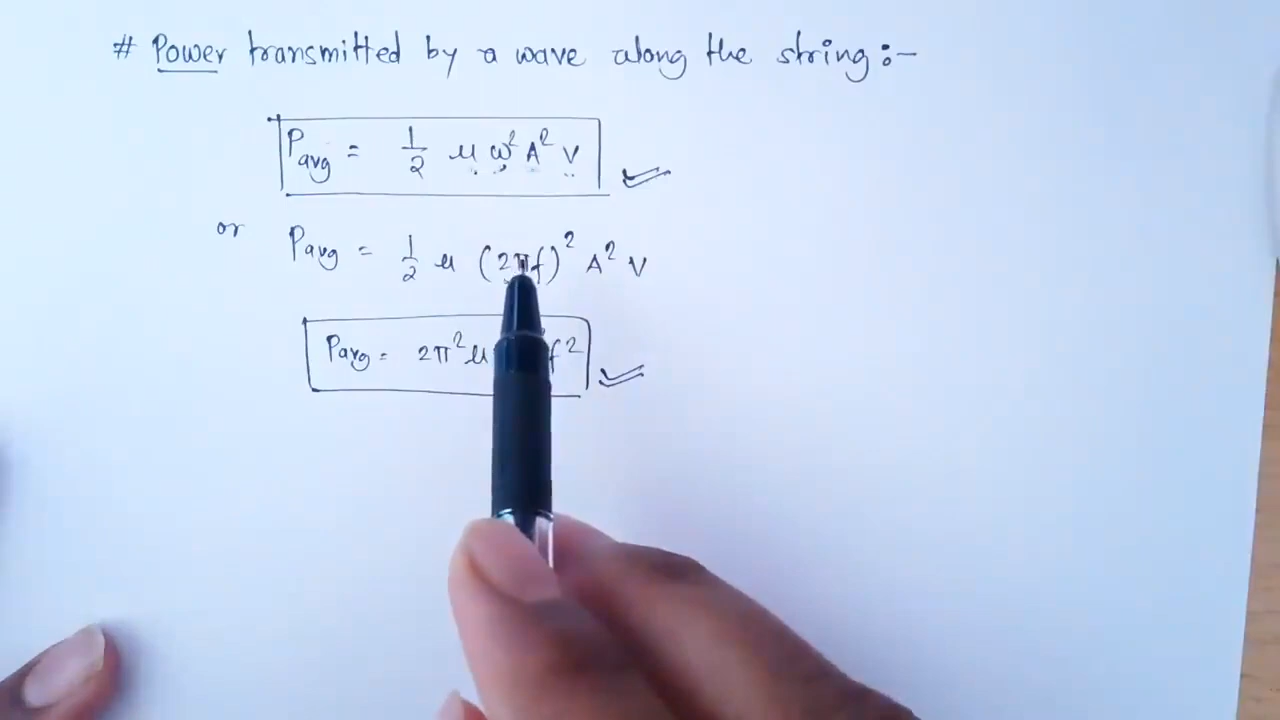 # Power transmitted by a wave along the string:-
Pavg = 1/2 μ ω² A² V
or Pavg = 1/2 μ (2πf)² A² V
Pavg = 2π²μ f²